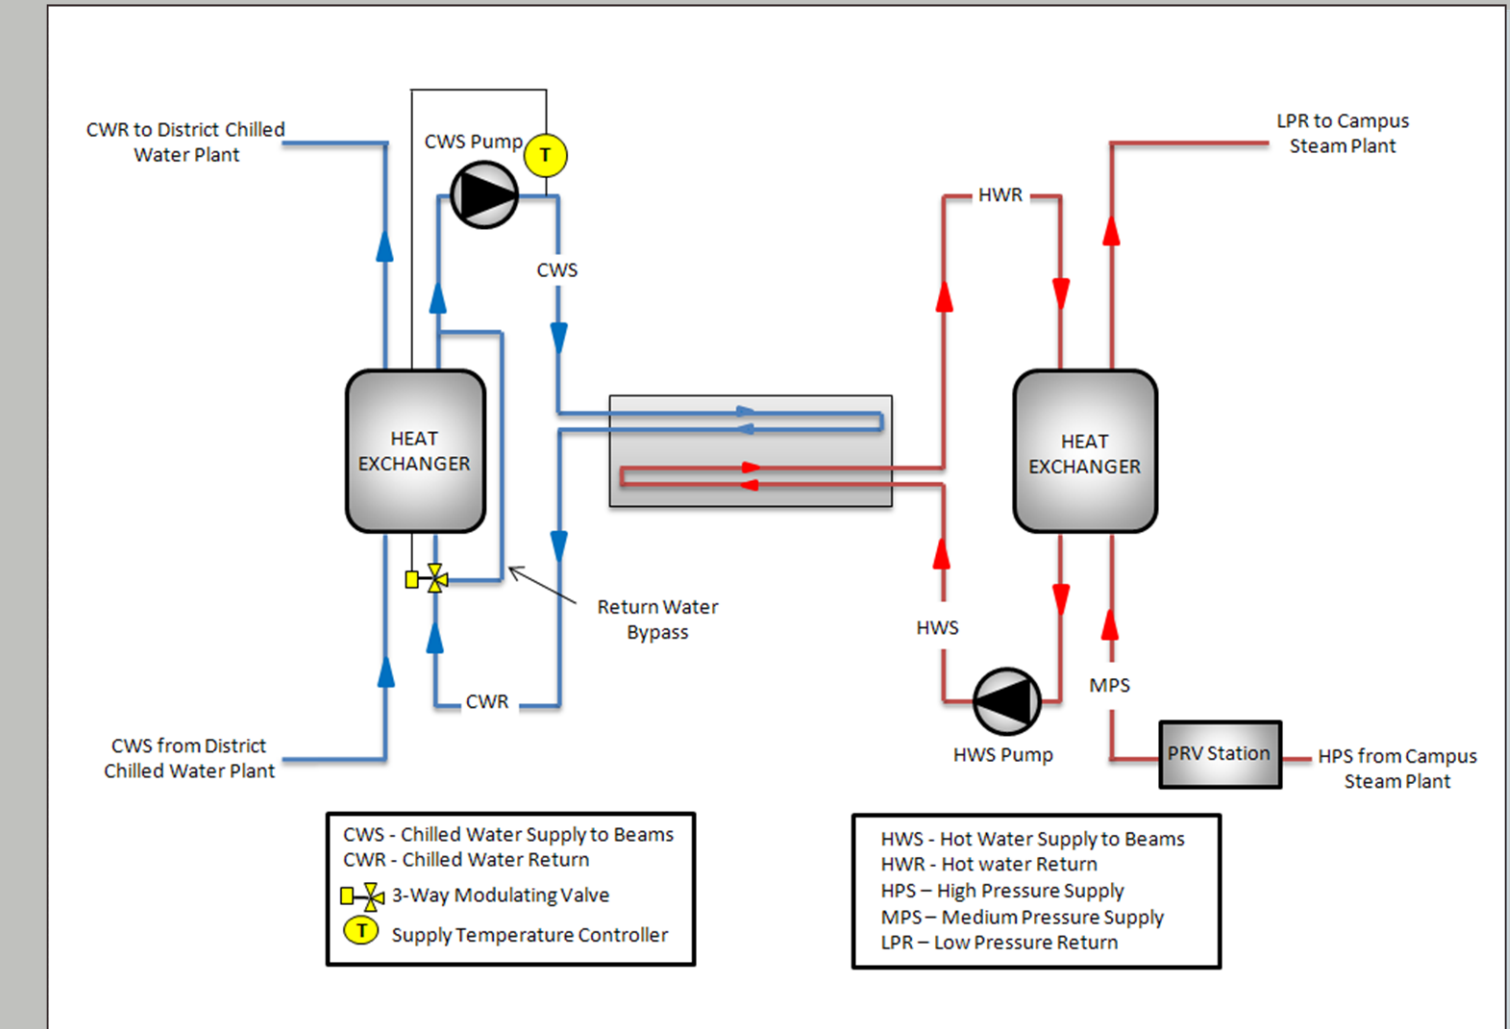 CWR to District Chilled
Water Plant
CWS Pump
T
CWS
HEAT
EXCHANGER
Return Water
Bypass
CWR
CWS from District
Chilled Water Plant
LPR to Campus
Steam Plant
HWR
HEAT
EXCHANGER
HWS
MPS
HWS Pump
PRV Station
HPS from Campus
Steam Plant
CWS - Chilled Water Supply to Beams
CWR - Chilled Water Return
3-Way Modulating Valve
T Supply Temperature Controller
HWS - Hot Water Supply to Beams
HWR - Hot water Return
HPS – High Pressure Supply
MPS – Medium Pressure Supply
LPR – Low Pressure Return